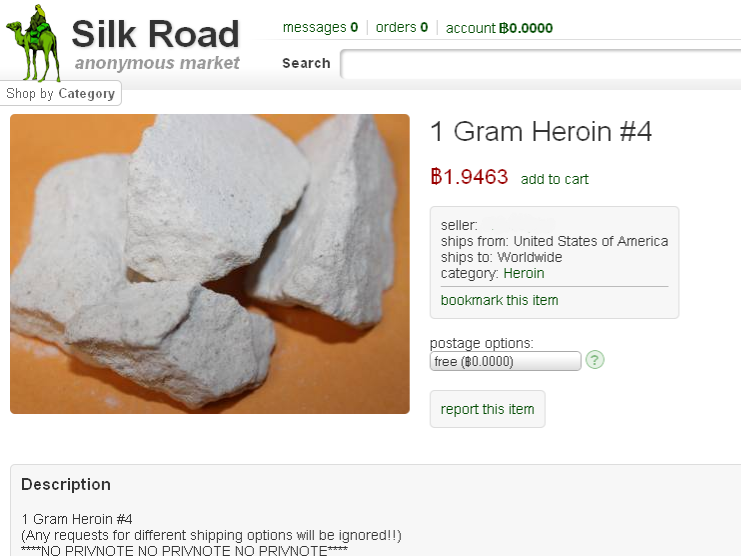 Silk Road
anonymous market
messages 0 | orders 0 | account ฿0.0000
Search
Shop by Category
1 Gram Heroin #4
฿1.9463 add to cart
seller:
ships from: United States of America
ships to: Worldwide
category: Heroin
bookmark this item
postage options:
free (฿0.0000) ?
report this item
Description
1 Gram Heroin #4
(Any requests for different shipping options will be ignored!!)
****NO PRIVNOTE NO PRIVNOTE NO PRIVNOTE****